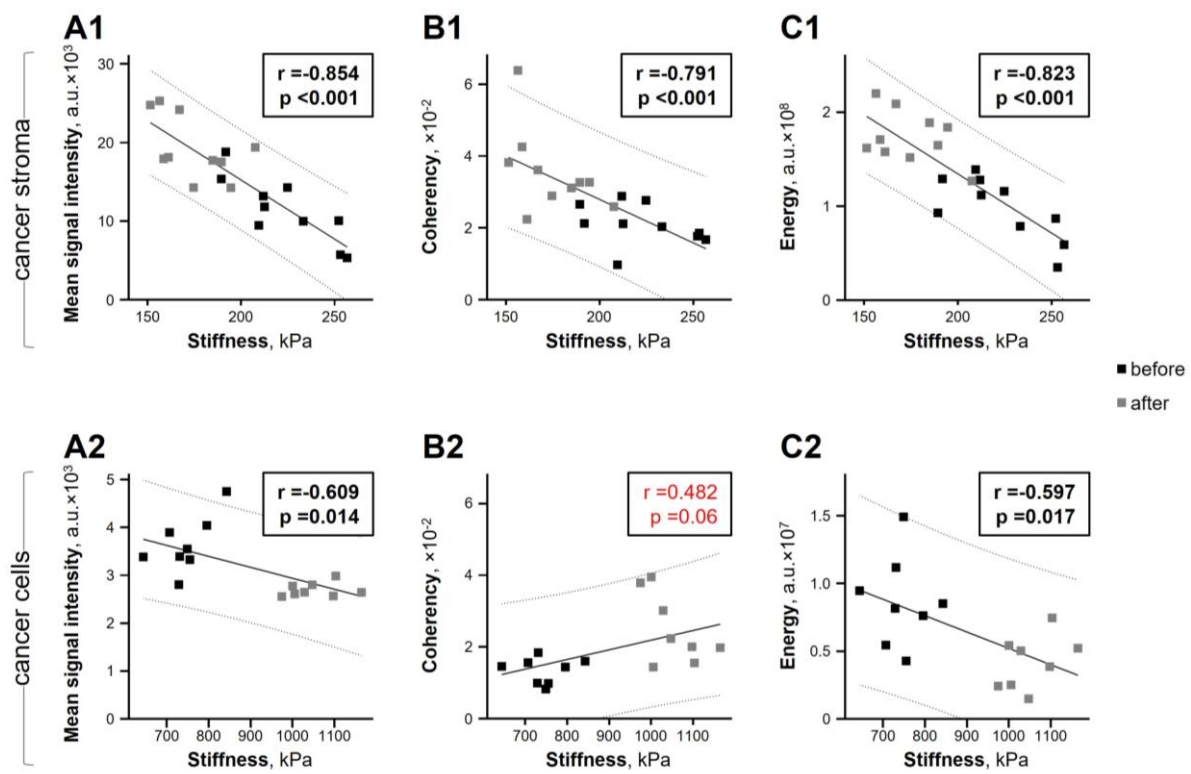 A1
B1
C1
cancer stroma
Mean signal intensity, a.u.×10³
30
20
10
0
r =-0.854
p <0.001
150
200
250
Stiffness, kPa
Coherency, ×10⁻²
6
4
2
0
r =-0.791
p <0.001
150
200
250
Stiffness, kPa
Energy, a.u.×10⁸
2
1
0
r =-0.823
p <0.001
150
200
250
Stiffness, kPa
before
after
A2
B2
C2
cancer cells
Mean signal intensity, a.u.×10³
5
4
3
2
1
0
r =-0.609
p =0.014
700
800
900
1000
1100
Stiffness, kPa
Coherency, ×10⁻²
6
4
2
0
r =0.482
p =0.06
700
800
900
1000
1100
Stiffness, kPa
Energy, a.u.×10⁷
1.5
1.0
0.5
0
r =-0.597
p =0.017
700
800
900
1000
1100
Stiffness, kPa